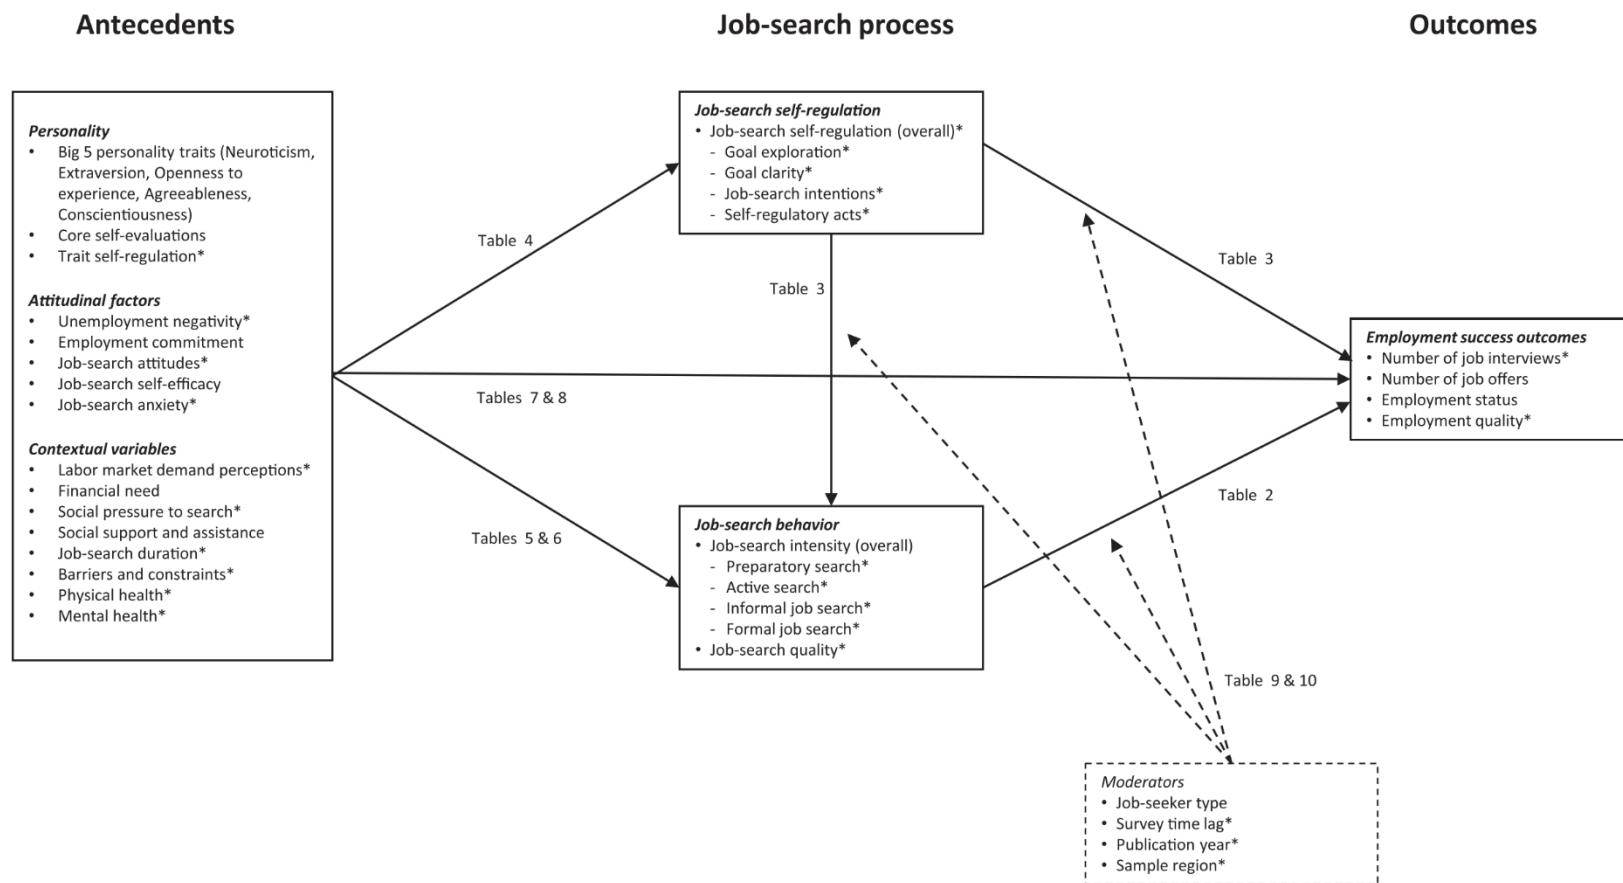 Antecedents
Job-search process
Outcomes
Personality
• Big 5 personality traits (Neuroticism,
Extraversion, Openness to
experience, Agreeableness,
Conscientiousness)
• Core self-evaluations
• Trait self-regulation*
Attitudinal factors
• Unemployment negativity*
• Employment commitment
• Job-search attitudes*
• Job-search self-efficacy
• Job-search anxiety*
Contextual variables
• Labor market demand perceptions*
• Financial need
• Social pressure to search*
• Social support and assistance
• Job-search duration*
• Barriers and constraints*
• Physical health*
• Mental health*
Table 4
Tables 7 & 8
Tables 5 & 6
Job-search self-regulation
• Job-search self-regulation (overall)*
- Goal exploration*
- Goal clarity*
- Job-search intentions*
- Self-regulatory acts*
Table 3
Job-search behavior
• Job-search intensity (overall)
- Preparatory search*
- Active search*
- Informal job search*
- Formal job search*
• Job-search quality*
Table 3
Table 2
Employment success outcomes
• Number of job interviews*
• Number of job offers
• Employment status
• Employment quality*
Table 9 & 10
Moderators
• Job-seeker type
• Survey time lag*
• Publication year*
• Sample region*